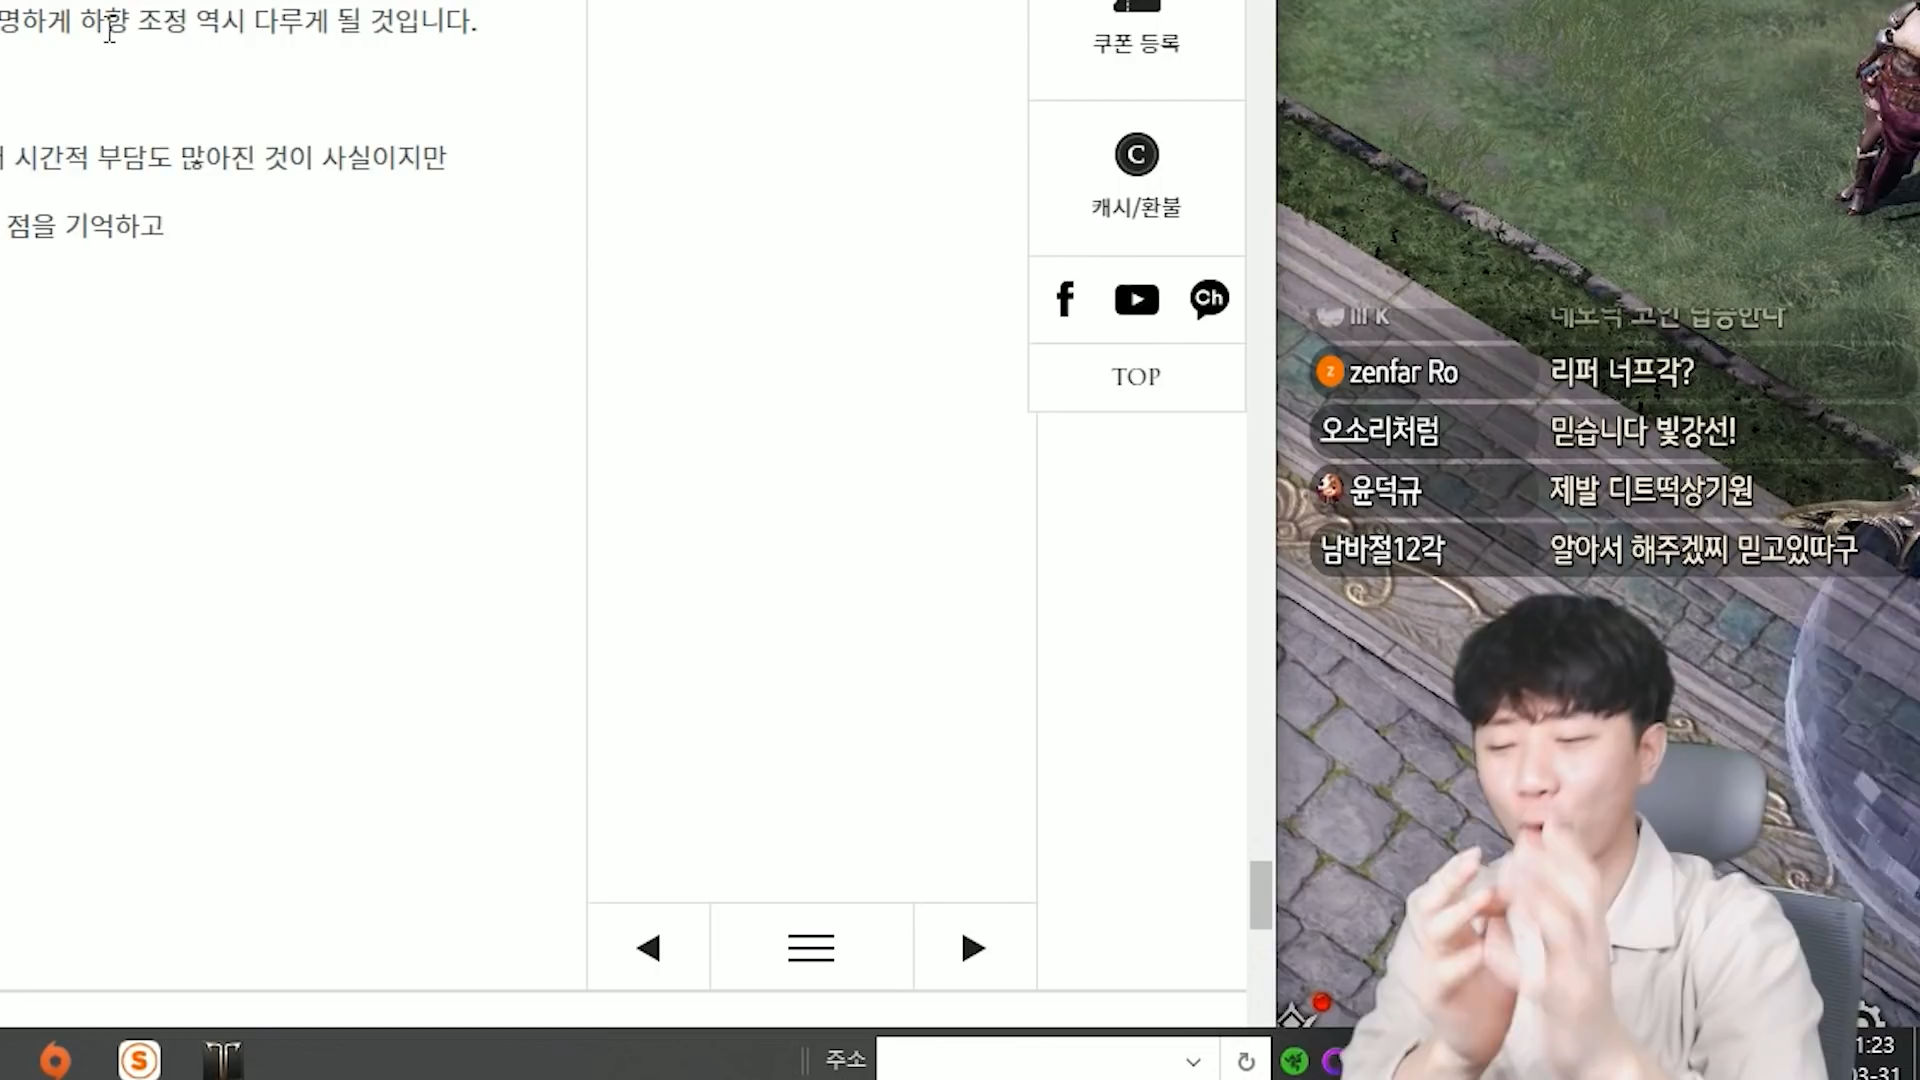 명하게 하향 조정 역시 다루게 될 것입니다.
시간적 부담도 많아진 것이 사실이지만
점을 기억하고
쿠폰 등록
C
캐시/환불
f
Ch
TOP
lil K
zenfar Ro 리퍼 너프각?
오소리처럼 믿습니다 빛강선!
윤덕규 제발 디트떡상기원
남바절12각 알아서 해주겠찌 믿고있따구
S
주소
1:23
03-31